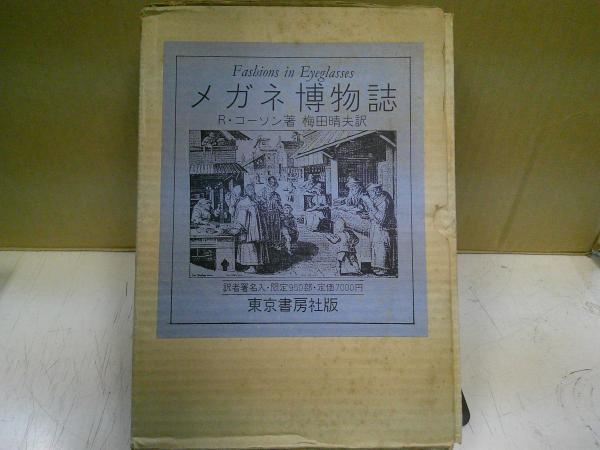 Fashions in Eyeglasses
メガネ博物誌
R・コーソン著 梅田晴夫訳
訳者署名入・限定950部・定価7000円
東京書房社版